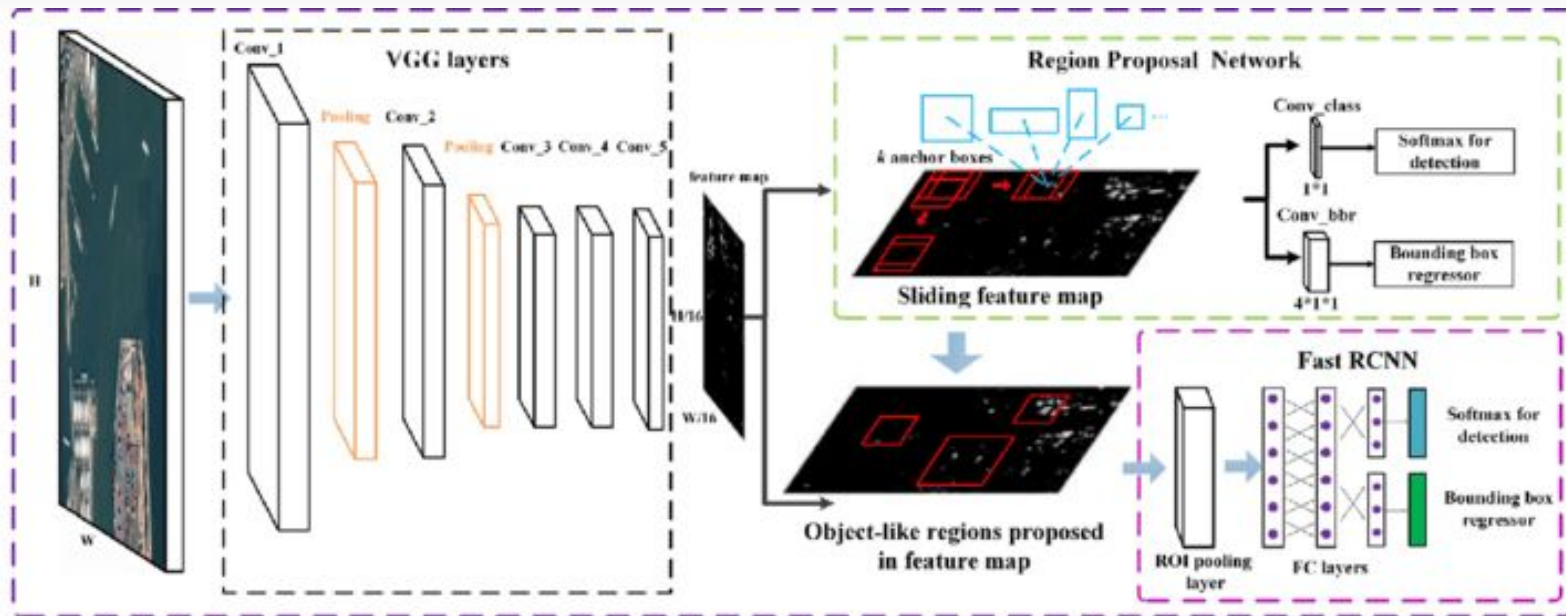 H
W
Conv_1
VGG layers
Pooling
Conv_2
Pooling
Conv_3
Conv_4
Conv_5
feature map
H/16
W/16
Region Proposal Network
k anchor boxes
...
Sliding feature map
Conv_class
1*1
Softmax for
detection
Conv_bbr
4*1*1
Bounding box
regressor
Object-like regions proposed
in feature map
Fast RCNN
ROI pooling
layer
FC layers
Softmax for
detection
Bounding box
regressor